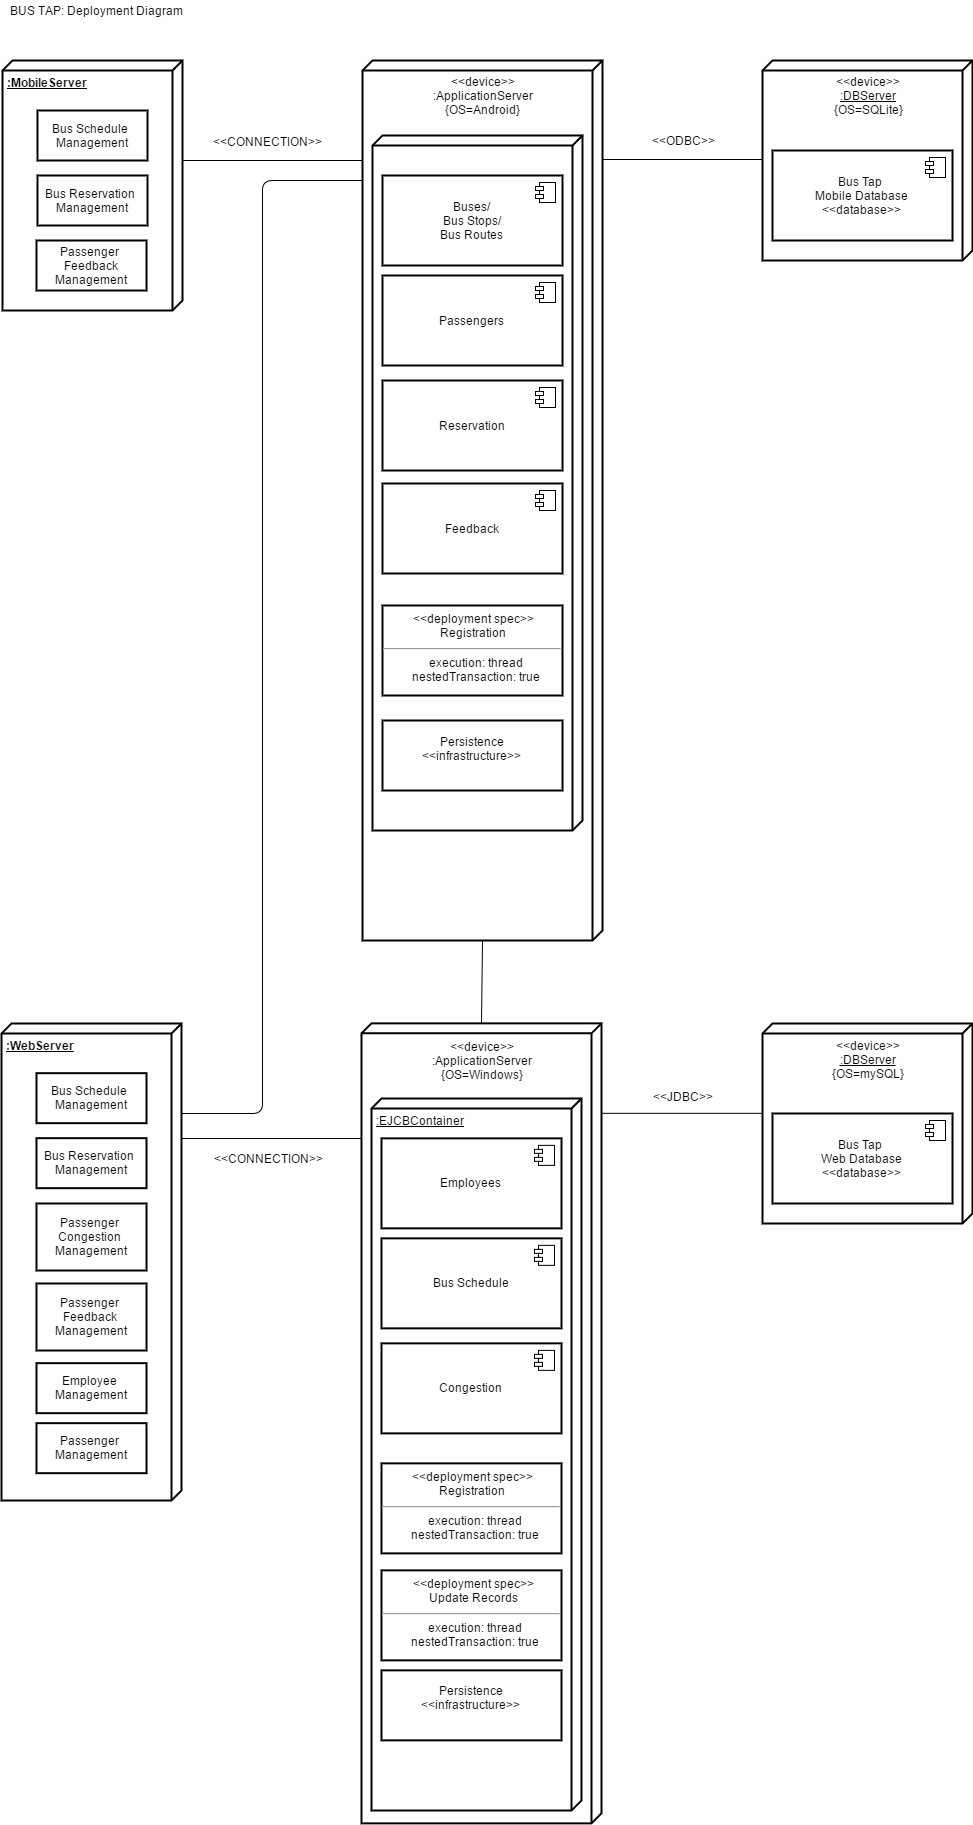 BUS TAP: Deployment Diagram
:MobileServer
Bus Schedule
Management
Bus Reservation
Management
Passenger
Feedback
Management
<<CONNECTION>>
<<device>>
:ApplicationServer
{OS=Android}
Buses/
Bus Stops/
Bus Routes
Passengers
Reservation
Feedback
<<deployment spec>>
Registration
execution: thread
nestedTransaction: true
Persistence
<<infrastructure>>
<<ODBC>>
<<device>>
:DBServer
{OS=SQLite}
Bus Tap
Mobile Database
<<database>>
:WebServer
Bus Schedule
Management
Bus Reservation
Management
Passenger
Congestion
Management
Passenger
Feedback
Management
Employee
Management
Passenger
Management
<<CONNECTION>>
<<device>>
:ApplicationServer
{OS=Windows}
:EJCBContainer
Employees
Bus Schedule
Congestion
<<deployment spec>>
Registration
execution: thread
nestedTransaction: true
<<deployment spec>>
Update Records
execution: thread
nestedTransaction: true
Persistence
<<infrastructure>>
<<JDBC>>
<<device>>
:DBServer
{OS=mySQL}
Bus Tap
Web Database
<<database>>